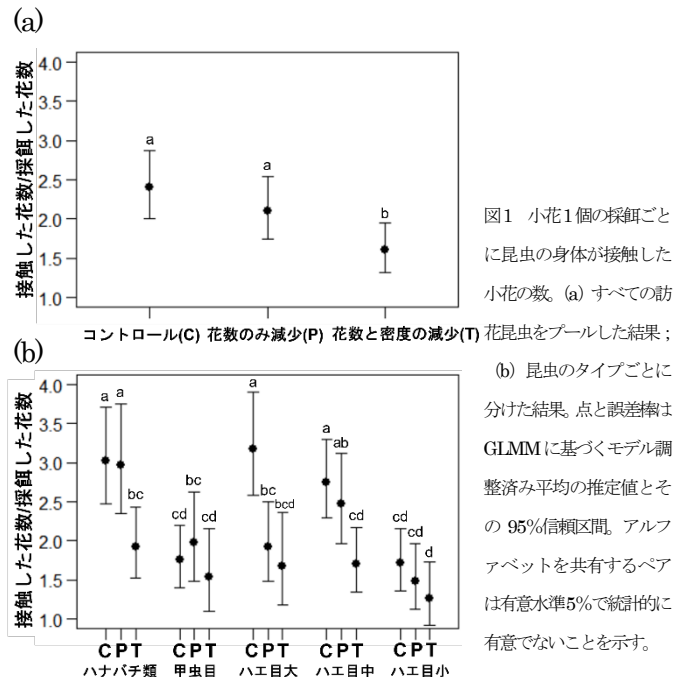 (a)
接触した花数/採餌した花数
4.0
3.5
3.0
2.5
2.0
1.5
1.0
a
a
b
コントロール(C) 花数のみ減少(P) 花数と密度の減少(T)
(b)
接触した花数/採餌した花数
4.0
3.5
3.0
2.5
2.0
1.5
1.0
a a bc
cd bc cd
a bc bcd
a ab cd
cd cd d
C P T C P T C P T C P T C P T
ハナバチ類 甲虫目 ハエ目大 ハエ目中 ハエ目小
図1 小花1個の採餌ごと
に昆虫の身体が接触した
小花の数。(a) すべての訪
花昆虫をプールした結果；
(b) 昆虫のタイプごとに
分けた結果。点と誤差棒は
GLMMに基づくモデル調
整済み平均の推定値とそ
の 95%信頼区間。アルフ
ァベットを共有するペア
は有意水準5%で統計的に
有意でないことを示す。